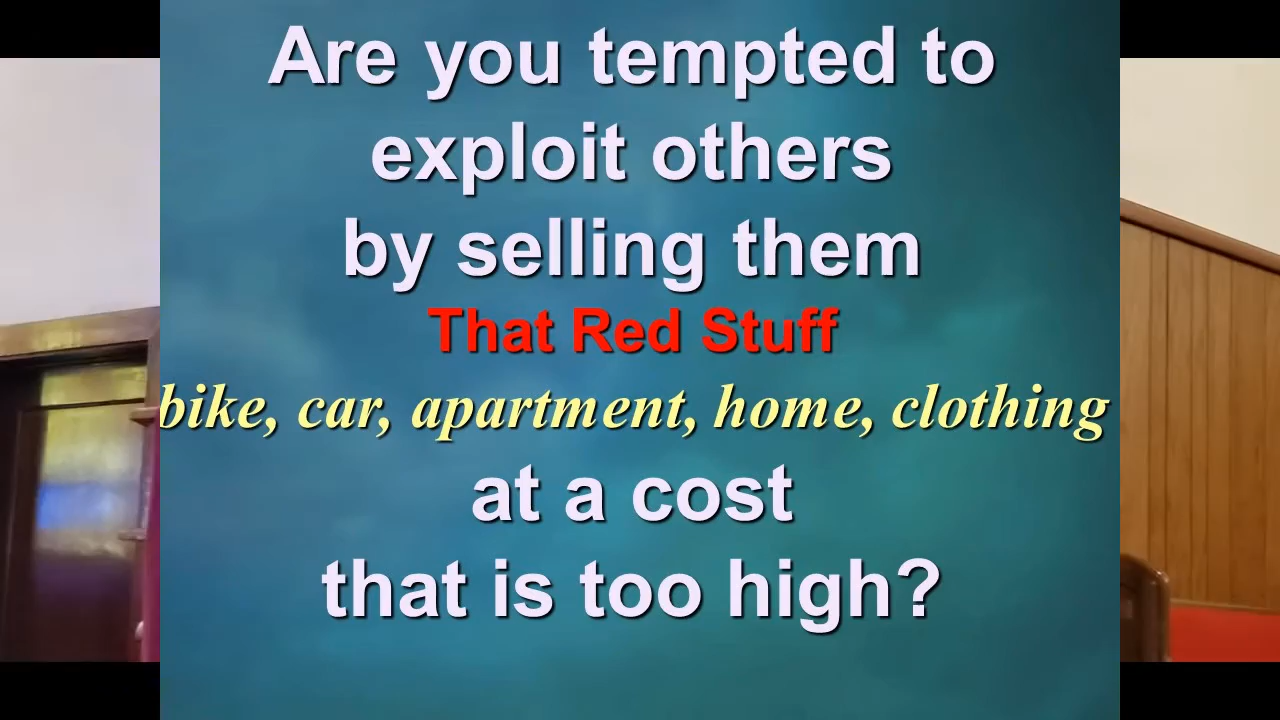 Are you tempted to
exploit others
by selling them
That Red Stuff
bike, car, apartment, home, clothing
at a cost
that is too high?